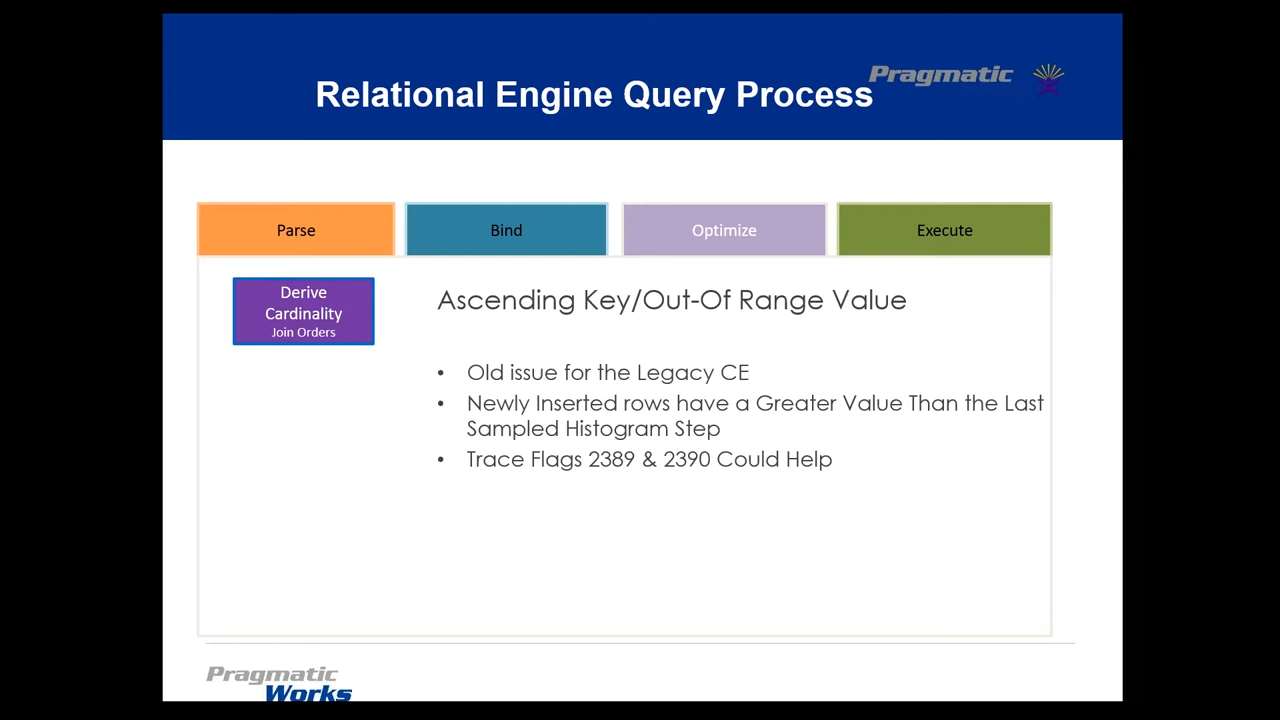 Relational Engine Query Process
Pragmatic
Parse
Bind
Optimize
Execute
Derive
Cardinality
Join Orders
Ascending Key/Out-Of Range Value
• Old issue for the Legacy CE
• Newly Inserted rows have a Greater Value Than the Last
Sampled Histogram Step
• Trace Flags 2389 & 2390 Could Help
Pragmatic
Works